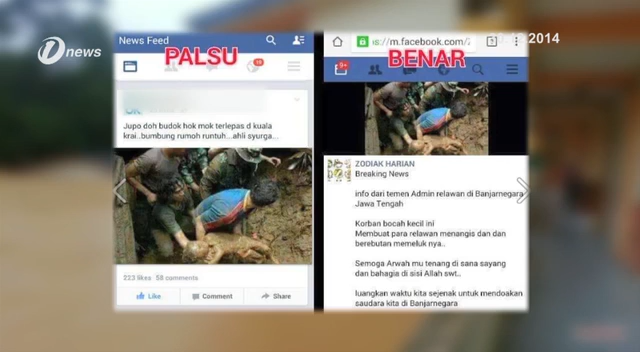 news
2014
News Feed
PALSU
19
Jupo doh budok hok mok terlepas d kuala
krai..bumbung rumoh runtuh...ahli syurga...
223 likes 58 comments
Like
Comment
Share
s://m.facebook.com/
BENAR
9+
ZODIAK HARIAN
Breaking News
info dari temen Admin relawan di Banjarnegara
Jawa Tengah
Korban bocah kecil ini
Membuat para relawan menangis dan dan
berebutan memeluk nya..
Semoga Arwah mu tenang di sana sayang
dan bahagia di sisi Allah swt..
luangkan waktu kita sejenak untuk mendoakan
saudara kita di Banjarnegara